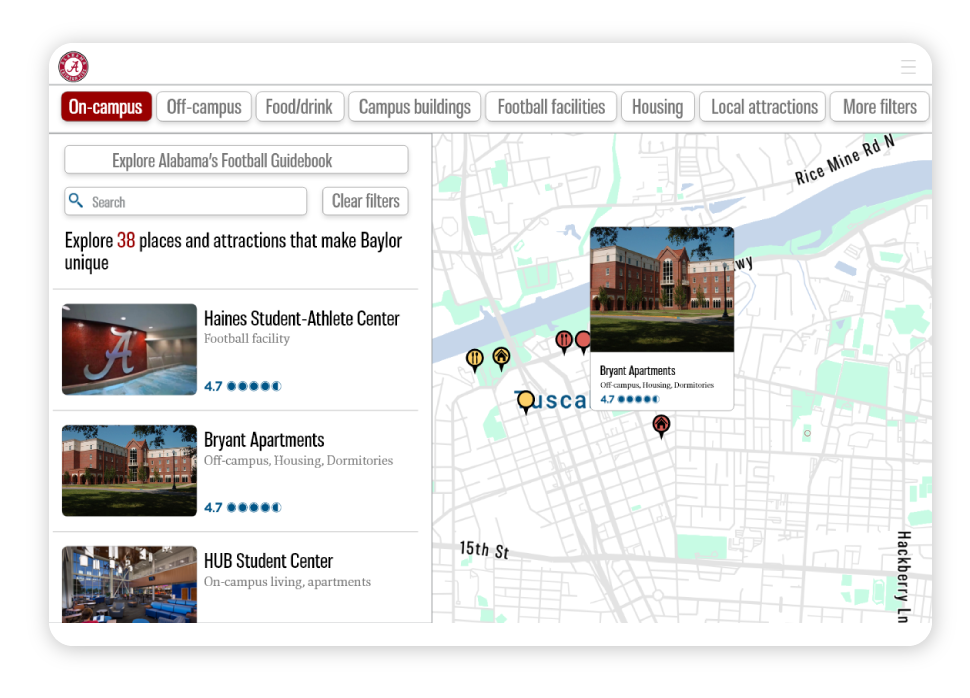 On-campus
Off-campus
Food/drink
Campus buildings
Football facilities
Housing
Local attractions
More filters
Explore Alabama's Football Guidebook
Search
Clear filters
Explore 38 places and attractions that make Baylor
unique
Haines Student-Athlete Center
Football facility
4.7
Bryant Apartments
Off-campus, Housing, Dormitories
4.7
HUB Student Center
On-campus living, apartments
Rice Mine Rd N
wy
Bryant Apartments
Off-campus, Housing, Dormitories
4.7
Tusca
15th St
Hackberry Ln